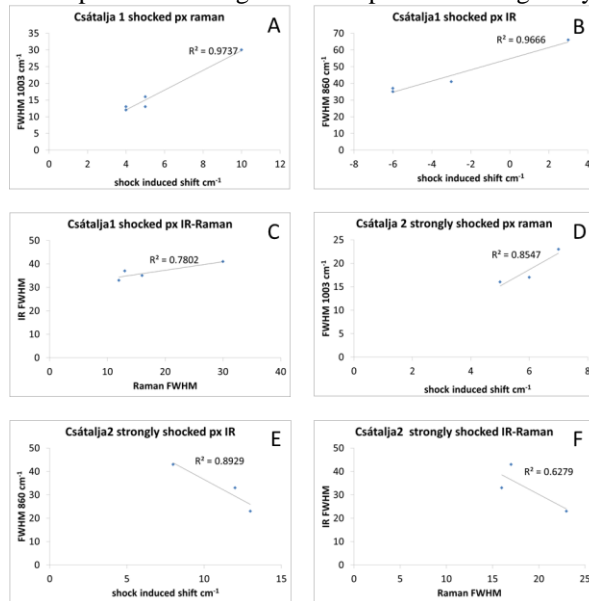 Csátalja 1 shocked px raman
A
R² = 0.9737
FWHM 1003 cm⁻¹
35
30
25
20
15
10
5
0
0 2 4 6 8 10 12
shock induced shift cm⁻¹
Csátalja1 shocked px IR
B
R² = 0.9666
FWHM 860 cm⁻¹
70
60
50
40
30
20
10
0
-8 -6 -4 -2 0 2 4
shock induced shift cm⁻¹
Csátalja1 shocked px IR-Raman
C
R² = 0.7802
IR FWHM
50
40
30
20
10
0
0 10 20 30 40
Raman FWHM
Csátalja 2 strongly shocked px raman
D
R² = 0.8547
FWHM 1003 cm⁻¹
25
20
15
10
5
0
0 2 4 6 8
shock induced shift cm⁻¹
Csátalja2 strongly shocked px IR
E
R² = 0.8929
FWHM 860 cm⁻¹
50
40
30
20
10
0
0 5 10 15
shock induced shift cm⁻¹
Csátalja2 strongly shocked IR-Raman
F
R² = 0.6279
IR FWHM
50
40
30
20
10
0
0 5 10 15 20 25
Raman FWHM